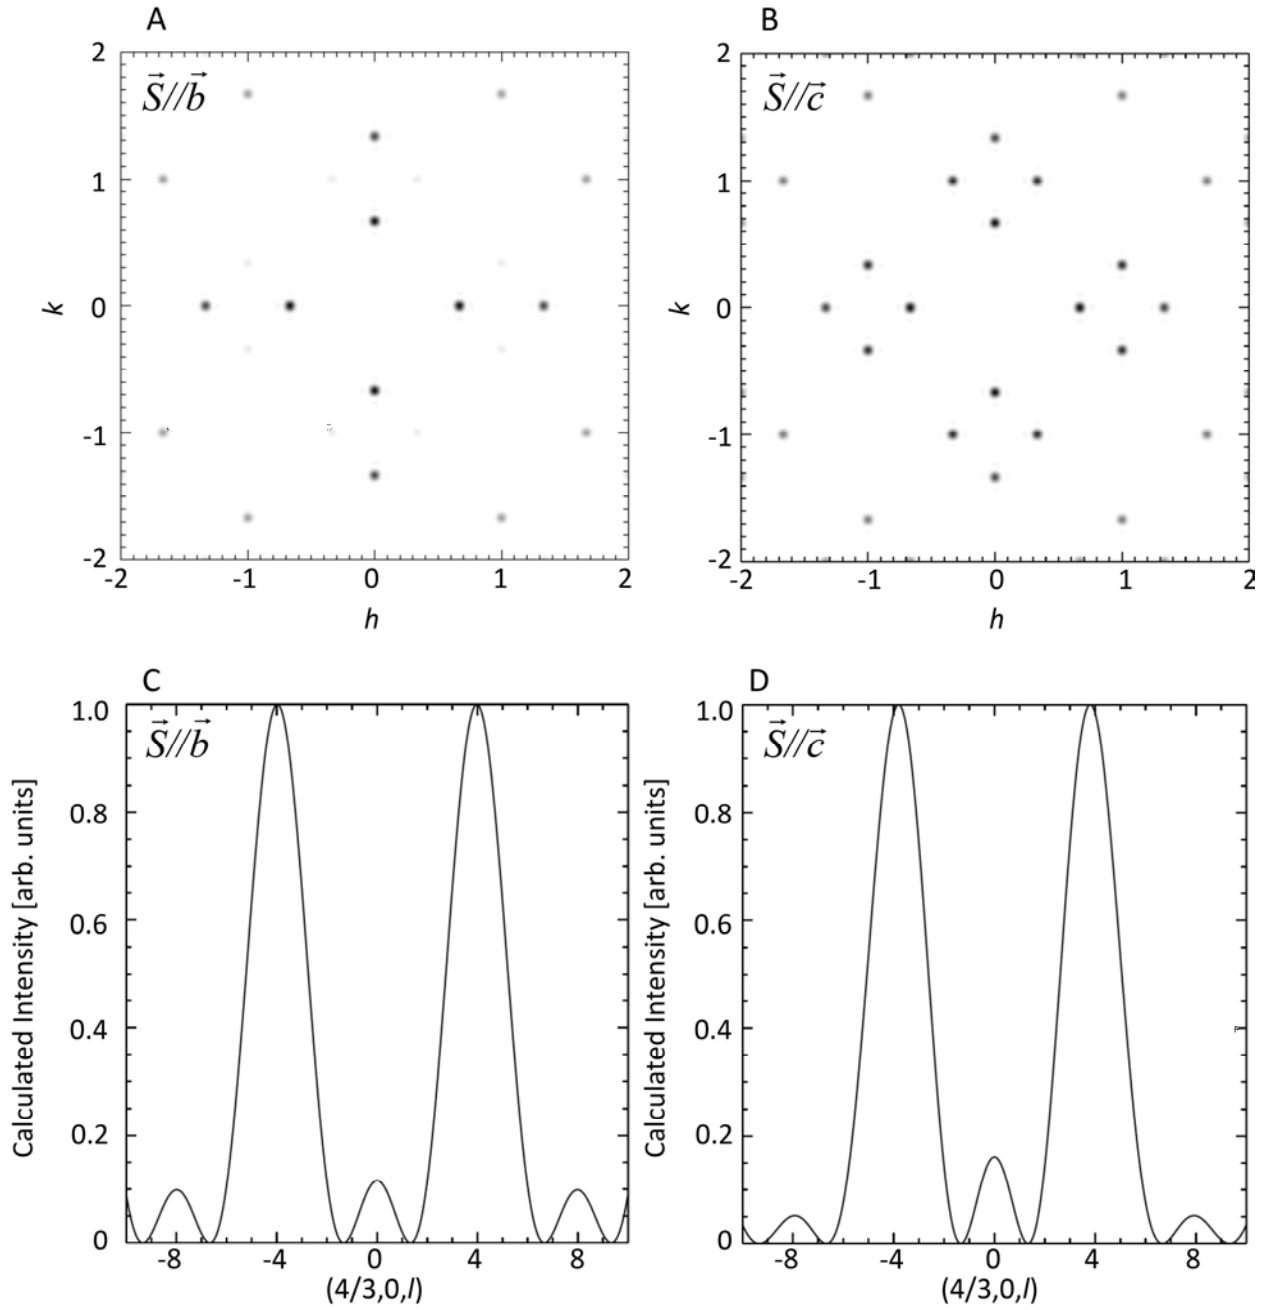 A
B
2
1
0
-1
-2
k
S//b
-2
-1
0
1
2
h
2
1
0
-1
-2
k
S//c
-2
-1
0
1
2
h
C
D
Calculated Intensity [arb. units]
1.0
0.8
0.6
0.4
0.2
0
S//b
-8
-4
0
4
8
(4/3,0,l)
Calculated Intensity [arb. units]
1.0
0.8
0.6
0.4
0.2
0
S//c
-8
-4
0
4
8
(4/3,0,l)